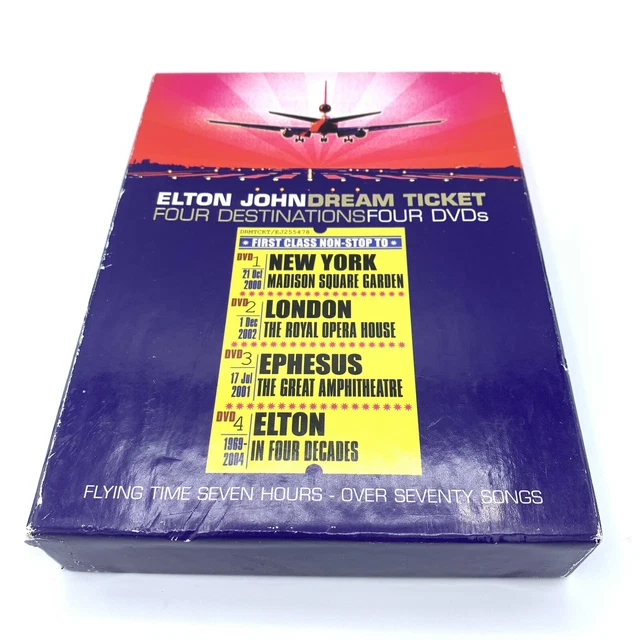 ELTON JOHNDREAM TICKET
FOUR DESTINATIONSFOUR DVDs
DRMTCKT/EJ235476
FIRST CLASS NON-STOP TO
DVD 1
21 Oct
2000
NEW YORK
MADISON SQUARE GARDEN
DVD 2
1 Dec
2002
LONDON
THE ROYAL OPERA HOUSE
DVD 3
17 Jul
2001
EPHESUS
THE GREAT AMPHITHEATRE
DVD 4
1969-
2004
ELTON
IN FOUR DECADES
FLYING TIME SEVEN HOURS - OVER SEVENTY SONGS